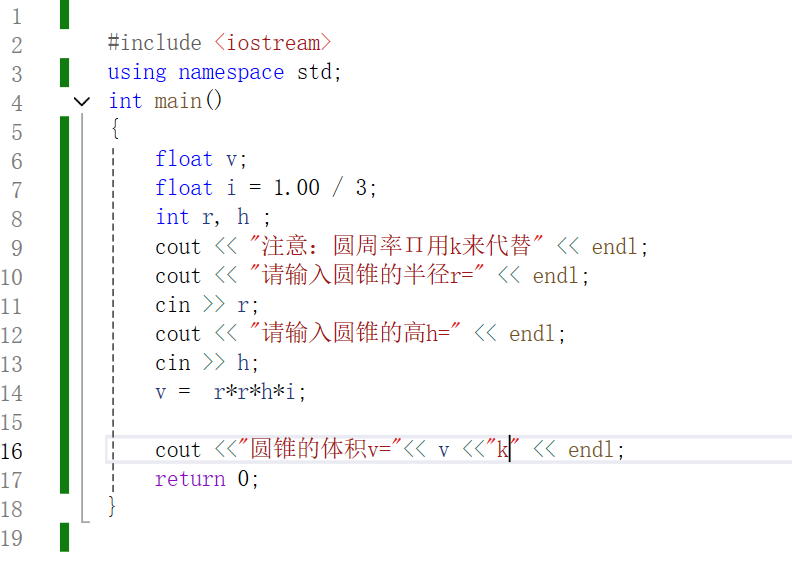 1
2 #include <iostream>
3 using namespace std;
4 int main()
5 {
6 float v;
7 float i = 1.00 / 3;
8 int r, h ;
9 cout << "注意：圆周率Π用k来代替" << endl;
10 cout << "请输入圆锥的半径r=" << endl;
11 cin >> r;
12 cout << "请输入圆锥的高h=" << endl;
13 cin >> h;
14 v =  r*r*h*i;
15
16 cout <<"圆锥的体积v="<< v <<"k" << endl;
17 return 0;
18 }
19